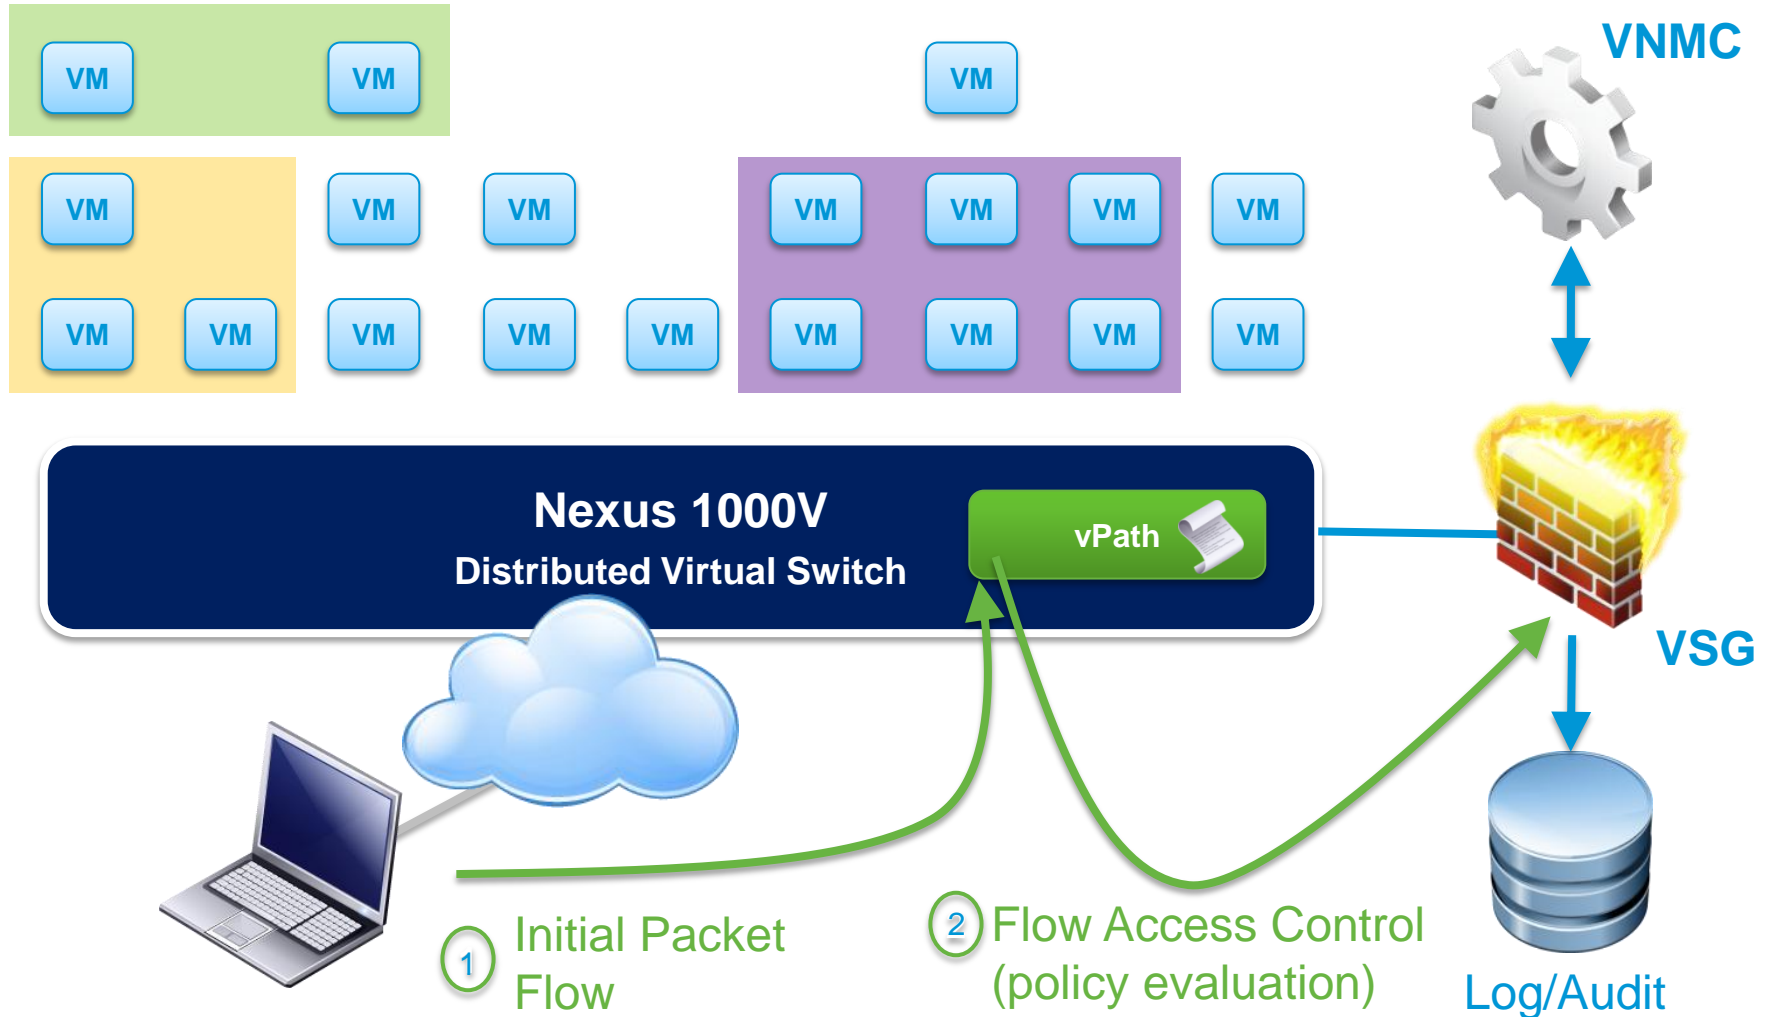 VNMC
VM VM VM
VM VM VM VM VM VM VM
VM VM VM VM VM VM VM VM VM
Nexus 1000V
Distributed Virtual Switch
vPath
VSG
1 Initial Packet
Flow
2 Flow Access Control
(policy evaluation)
Log/Audit